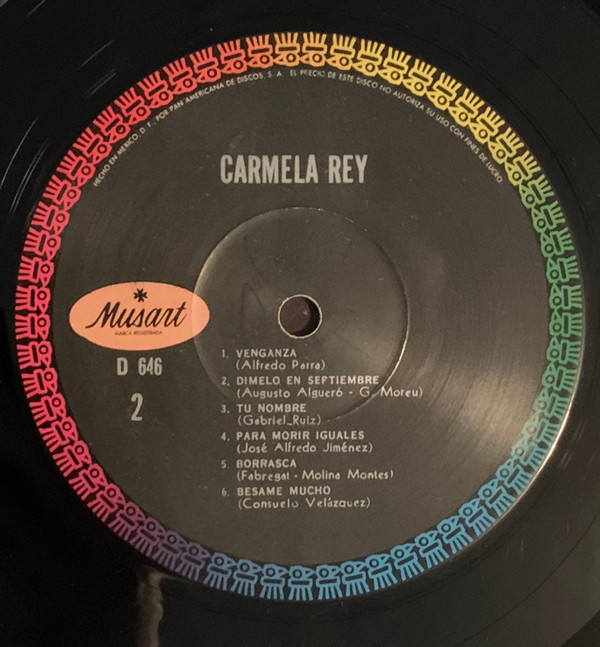 HECHO EN MEXICO, D. F., POR PAN AMERICANA DE DISCOS, S. A. EL PRECIO DE ESTE DISCO NO AUTORIZA SU USO CON FINES DE LUCRO.
CARMELA REY
Musart
MARCA REGISTRADA
D 646
2
1. VENGANZA
(Alfredo Parra)
2. DIMELO EN SEPTIEMBRE
(Augusto Algueró - G. Moreu)
3. TU NOMBRE
(Gabriel Ruiz)
4. PARA MORIR IGUALES
(José Alfredo Jiménez)
5. BORRASCA
(Fabregat - Molina Montes)
6. BESAME MUCHO
(Consuelo Velázquez)